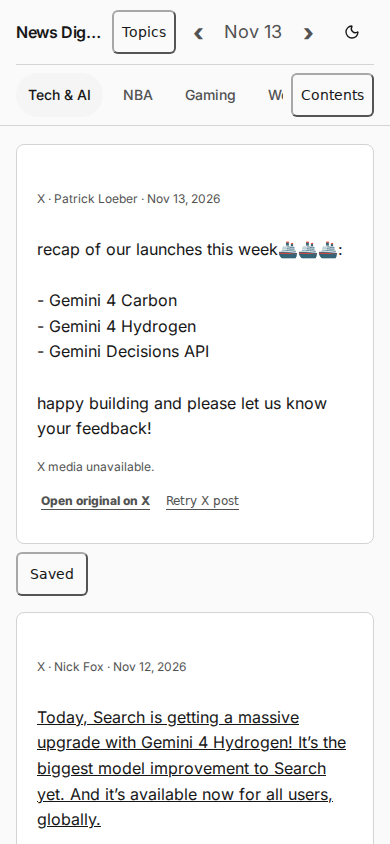 News Dig...
Topics
‹ Nov 13 ›
Tech & AI NBA Gaming Contents
X · Patrick Loeber · Nov 13, 2026
recap of our launches this week🚢🚢🚢:
- Gemini 4 Carbon
- Gemini 4 Hydrogen
- Gemini Decisions API
happy building and please let us know
your feedback!
X media unavailable.
Open original on X Retry X post
Saved
X · Nick Fox · Nov 12, 2026
Today, Search is getting a massive
upgrade with Gemini 4 Hydrogen! It’s the
biggest model improvement to Search
yet. And it’s available now for all users,
globally.